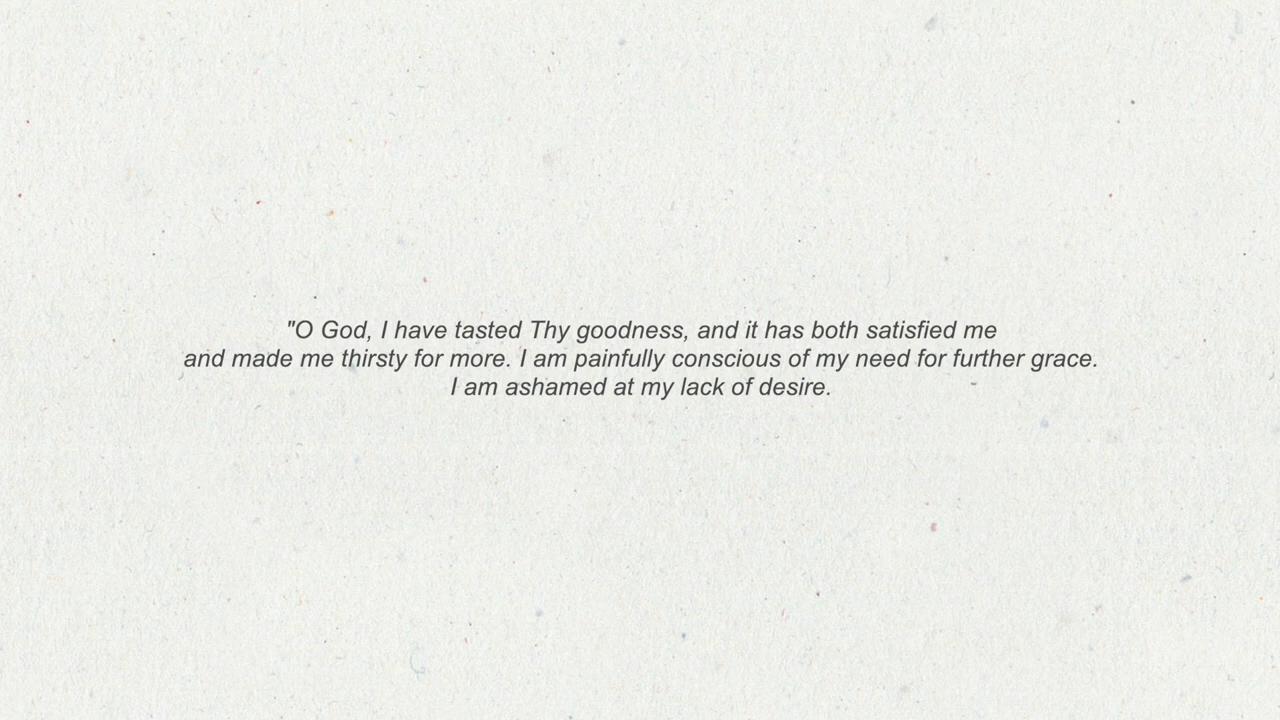 "O God, I have tasted Thy goodness, and it has both satisfied me
and made me thirsty for more. I am painfully conscious of my need for further grace.
I am ashamed at my lack of desire.